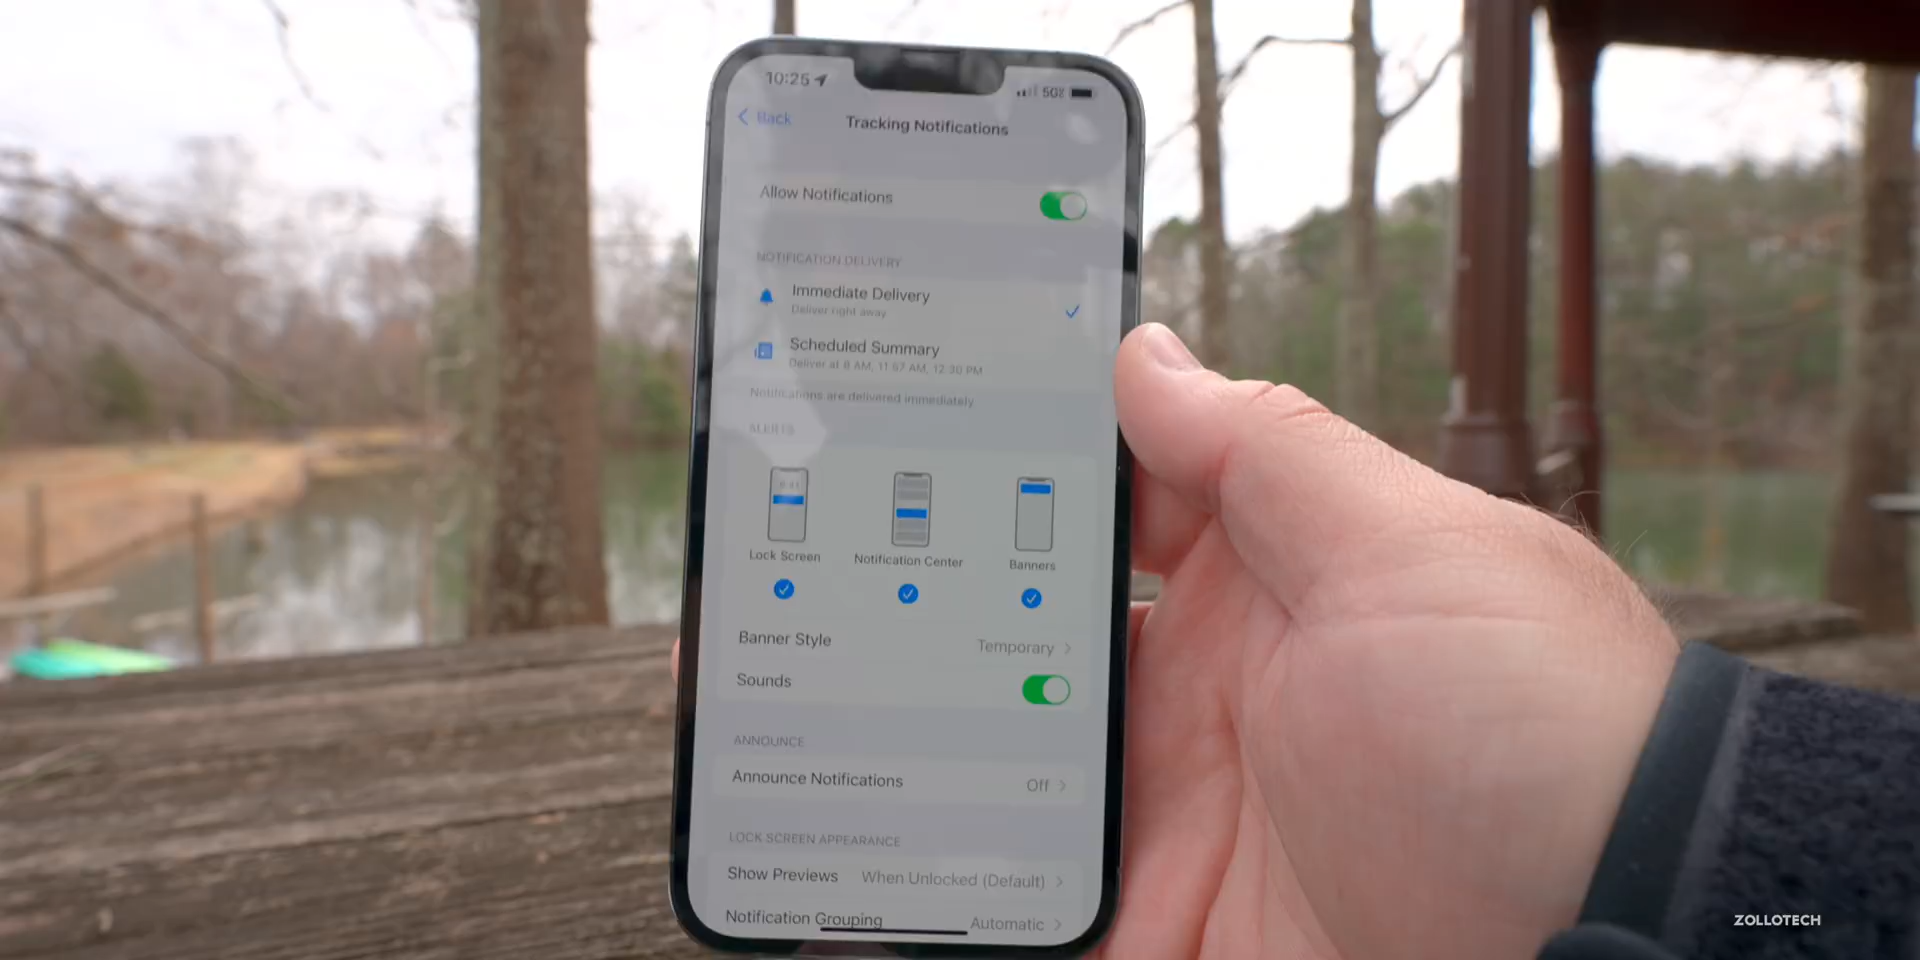 10:25
5G
Back
Tracking Notifications
Allow Notifications
NOTIFICATION DELIVERY
Immediate Delivery
Deliver right away
Scheduled Summary
Deliver at 8 AM, 11:57 AM, 12:30 PM
Notifications are delivered immediately
ALERTS
9:41
Lock Screen
Notification Center
Banners
Banner Style
Temporary
Sounds
ANNOUNCE
Announce Notifications
Off
LOCK SCREEN APPEARANCE
Show Previews
When Unlocked (Default)
Notification Grouping
Automatic
ZOLLOTECH